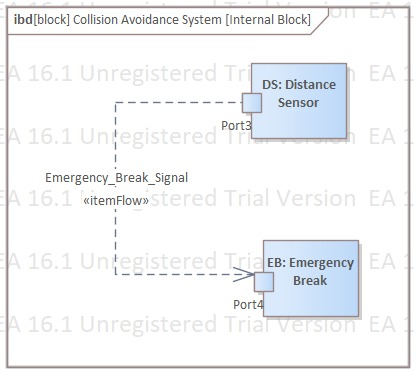 ibd[block] Collision Avoidance System [Internal Block]
EA 16.1 Unregistered Trial Version EA 1
DS: Distance
Sensor
Port3
EA 16.1 Unregistered Trial Version EA 1
Emergency_Break_Signal
«itemFlow»
EA 16.1 Unregistered Trial Version EA 1
EB: Emergency
Break
Port4
EA 16.1 Unregistered Trial Version EA 1